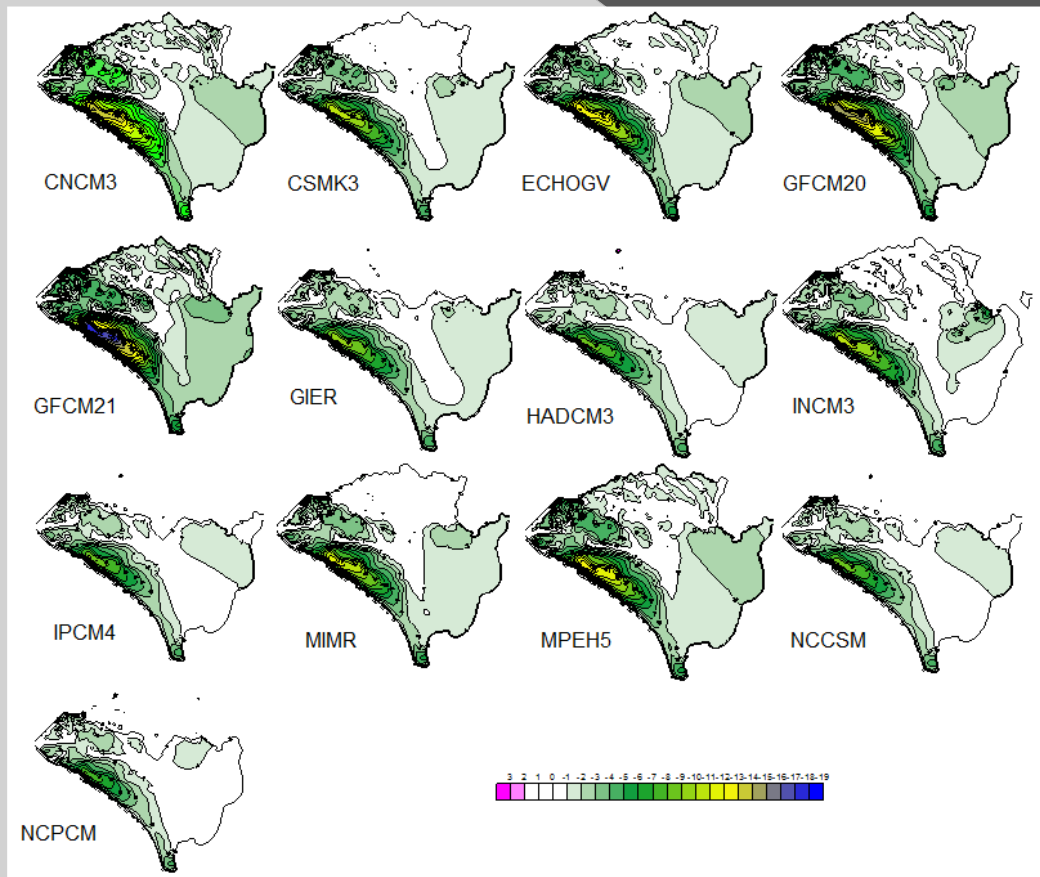 CNCM3
CSMK3
ECHOGV
GFCM20
GFCM21
GIER
HADCM3
INCM3
IPCM4
MIMR
MPEH5
NCCSM
NCPCM
3 2 1 0 -1 -2 -3 -4 -5 -6 -7 -8 -9 -10 -11 -12 -13 -14 -15 -16 -17 -18 -19